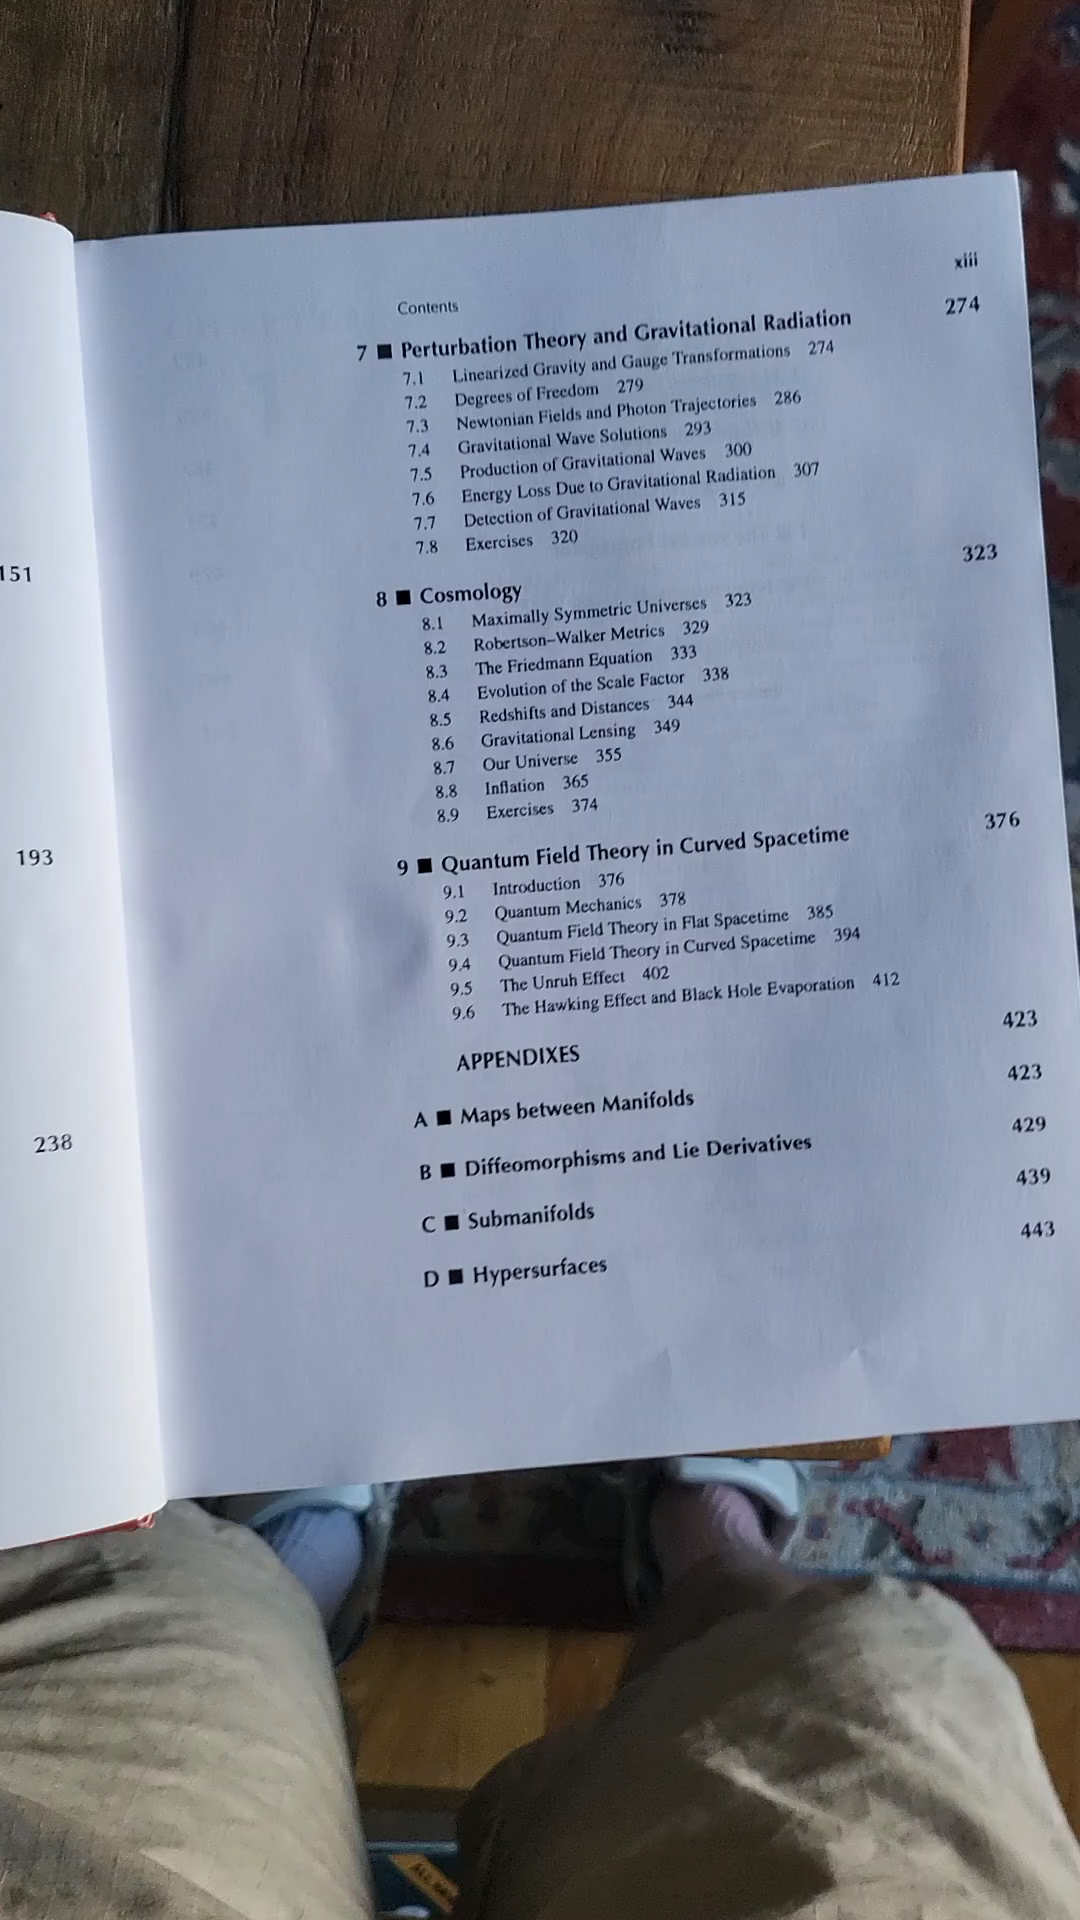 151
193
238
xiii
Contents
7 ■ Perturbation Theory and Gravitational Radiation 274
7.1 Linearized Gravity and Gauge Transformations 274
7.2 Degrees of Freedom 279
7.3 Newtonian Fields and Photon Trajectories 286
7.4 Gravitational Wave Solutions 293
7.5 Production of Gravitational Waves 300
7.6 Energy Loss Due to Gravitational Radiation 307
7.7 Detection of Gravitational Waves 315
7.8 Exercises 320
8 ■ Cosmology 323
8.1 Maximally Symmetric Universes 323
8.2 Robertson–Walker Metrics 329
8.3 The Friedmann Equation 333
8.4 Evolution of the Scale Factor 338
8.5 Redshifts and Distances 344
8.6 Gravitational Lensing 349
8.7 Our Universe 355
8.8 Inflation 365
8.9 Exercises 374
9 ■ Quantum Field Theory in Curved Spacetime 376
9.1 Introduction 376
9.2 Quantum Mechanics 378
9.3 Quantum Field Theory in Flat Spacetime 385
9.4 Quantum Field Theory in Curved Spacetime 394
9.5 The Unruh Effect 402
9.6 The Hawking Effect and Black Hole Evaporation 412
APPENDIXES 423
A ■ Maps between Manifolds 423
B ■ Diffeomorphisms and Lie Derivatives 429
C ■ Submanifolds 439
D ■ Hypersurfaces 443